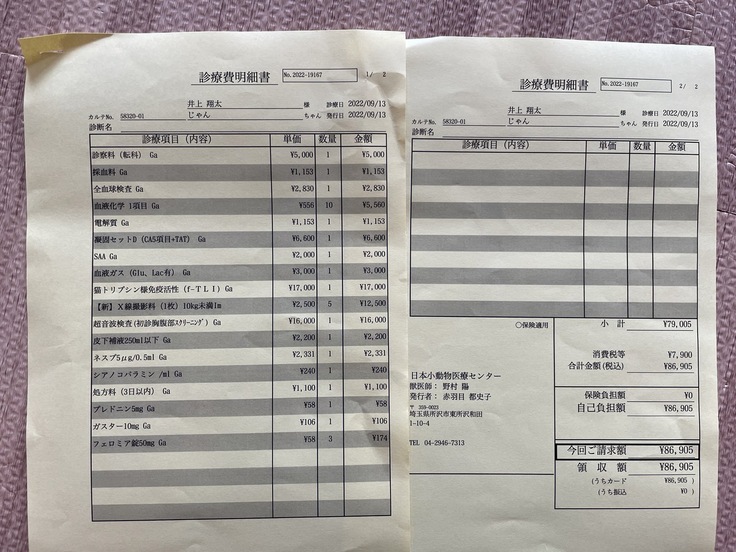 診療費明細書 No.2022-19167 1/ 2
井上 翔太 様 診療日 2022/09/13
カルテNo. 58320-01 じゃん ちゃん 発行日 2022/09/13
診断名
診療項目（内容） 単価 数量 金額
診察料（転科） Ga ¥5,000 1 ¥5,000
採血料 Ga ¥1,153 1 ¥1,153
全血球検査 Ga ¥2,830 1 ¥2,830
血液化学 1項目 Ga ¥556 10 ¥5,560
電解質 Ga ¥1,153 1 ¥1,153
凝固セットD（CA5項目+TAT） Ga ¥6,600 1 ¥6,600
SAA Ga ¥2,000 1 ¥2,000
血液ガス（Glu、Lac有） Ga ¥3,000 1 ¥3,000
猫トリプシン様免疫活性（f-TLI）Ga ¥17,000 1 ¥17,000
【新】X線撮影料（1枚）10kg未満1m ¥2,500 5 ¥12,500
超音波検査(初診胸腹部スクリーニング) Ga ¥16,000 1 ¥16,000
皮下補液250ml以下 Ga ¥2,200 1 ¥2,200
ネスプ5μg/0.5ml Ga ¥2,331 1 ¥2,331
シアノコバラミン /ml Ga ¥240 1 ¥240
処方料（3日以内） Ga ¥1,100 1 ¥1,100
プレドニン5mg Ga ¥58 1 ¥58
ガスター10mg Ga ¥106 1 ¥106
フェロミア錠50mg Ga ¥58 3 ¥174
診療費明細書 No.2022-19167 2/ 2
井上 翔太 様 診療日 2022/09/13
カルテNo. 58320-01 じゃん ちゃん 発行日 2022/09/13
診断名
診療項目（内容） 単価 数量 金額
○保険適用 小 計 ¥79,005
消費税等 ¥7,900
合計金額(税込) ¥86,905
日本小動物医療センター
獣医師： 野村 陽
発行者： 赤羽目 都史子
〒 359-0023
埼玉県所沢市東所沢和田
1-10-4
TEL 04-2946-7313
保険負担額 ¥0
自己負担額 ¥86,905
今回ご請求額 ¥86,905
領 収 額 ¥86,905
(うちカード ¥86,905 )
(うち振込 ¥0 )